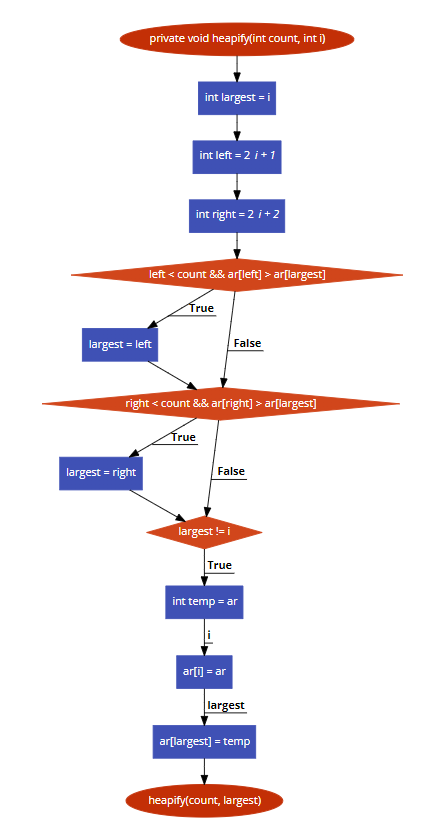 private void heapify(int count, int i)
int largest = i
int left = 2 i + 1
int right = 2 i + 2
left < count && ar[left] > ar[largest]
True
largest = left
False
right < count && ar[right] > ar[largest]
True
largest = right
False
largest != i
True
int temp = ar
i
ar[i] = ar
largest
ar[largest] = temp
heapify(count, largest)